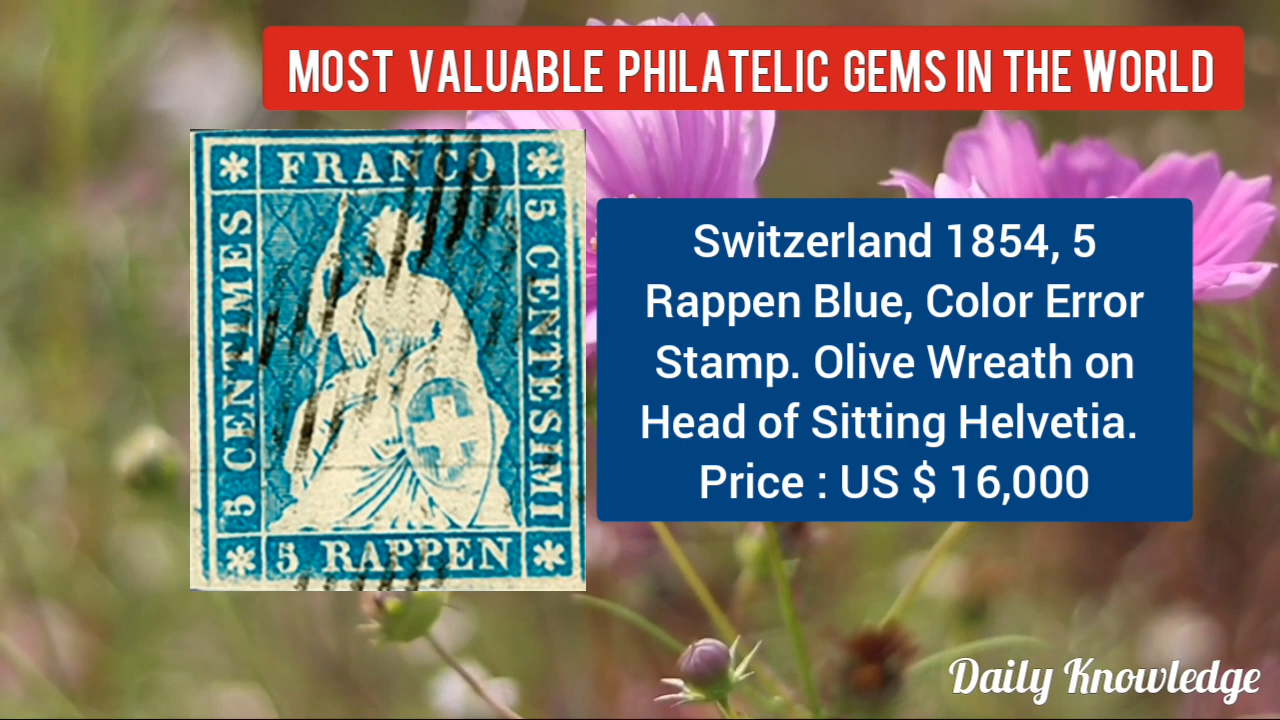 MOST VALUABLE PHILATELIC GEMS IN THE WORLD
FRANCO
5 CENTIMES
5 CENTESIMI
5 RAPPEN
Switzerland 1854, 5
Rappen Blue, Color Error
Stamp. Olive Wreath on
Head of Sitting Helvetia.
Price : US $ 16,000
Daily Knowledge